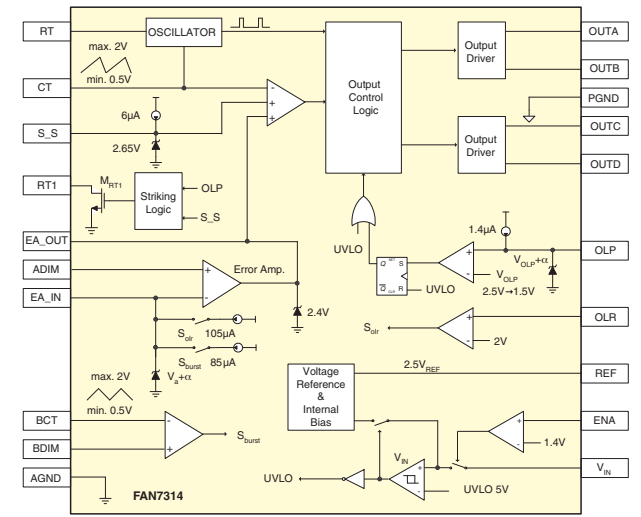 RT
OSCILLATOR
OUTA
max. 2V
Output
Driver
min. 0.5V
OUTB
CT
-
+
+
Output
Control
Logic
PGND
6µA
OUTC
S_S
2.65V
Output
Driver
OUTD
RT1
MRT1
Striking
Logic
OLP
S_S
1.4µA
EA_OUT
UVLO
OLP
VOLP+α
Q SET S
Q CLR R
+
-
VOLP
2.5V→1.5V
UVLO
ADIM
+
Error Amp.
EA_IN
-
2.4V
OLR
Solr
105µA
Solr
+
-
2V
Sburst
85µA
Va+α
Voltage
Reference
&
Internal
Bias
2.5VREF
REF
max. 2V
min. 0.5V
BCT
-
Sburst
ENA
+
-
1.4V
BDIM
+
VIN
+
-
VIN
AGND
UVLO
UVLO 5V
FAN7314